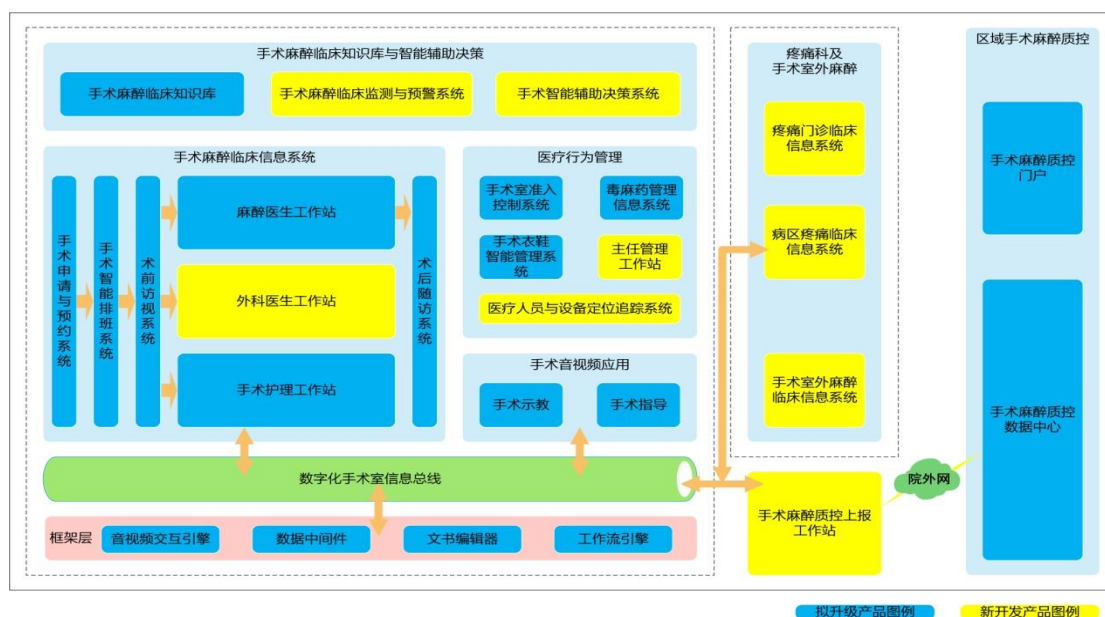 手术麻醉临床知识库与智能辅助决策
手术麻醉临床知识库
手术麻醉临床监测与预警系统
手术智能辅助决策系统
手术麻醉临床信息系统
手术申请与预约系统
手术智能排班系统
术前访视系统
麻醉医生工作站
外科医生工作站
手术护理工作站
术后随访系统
医疗行为管理
手术室准入
控制系统
毒麻药管理
信息系统
手术衣鞋
智能管理系
统
主任管理
工作站
医疗人员与设备定位追踪系统
手术音视频应用
手术示教
手术指导
数字化手术室信息总线
框架层
音视频交互引擎
数据中间件
文书编辑器
工作流引擎
疼痛科及
手术室外麻醉
疼痛门诊临床
信息系统
病区疼痛临床
信息系统
手术室外麻醉
临床信息系统
手术麻醉质控上报
工作站
院外网
区域手术麻醉质控
手术麻醉质控
门户
手术麻醉质控
数据中心
拟升级产品图例
新开发产品图例